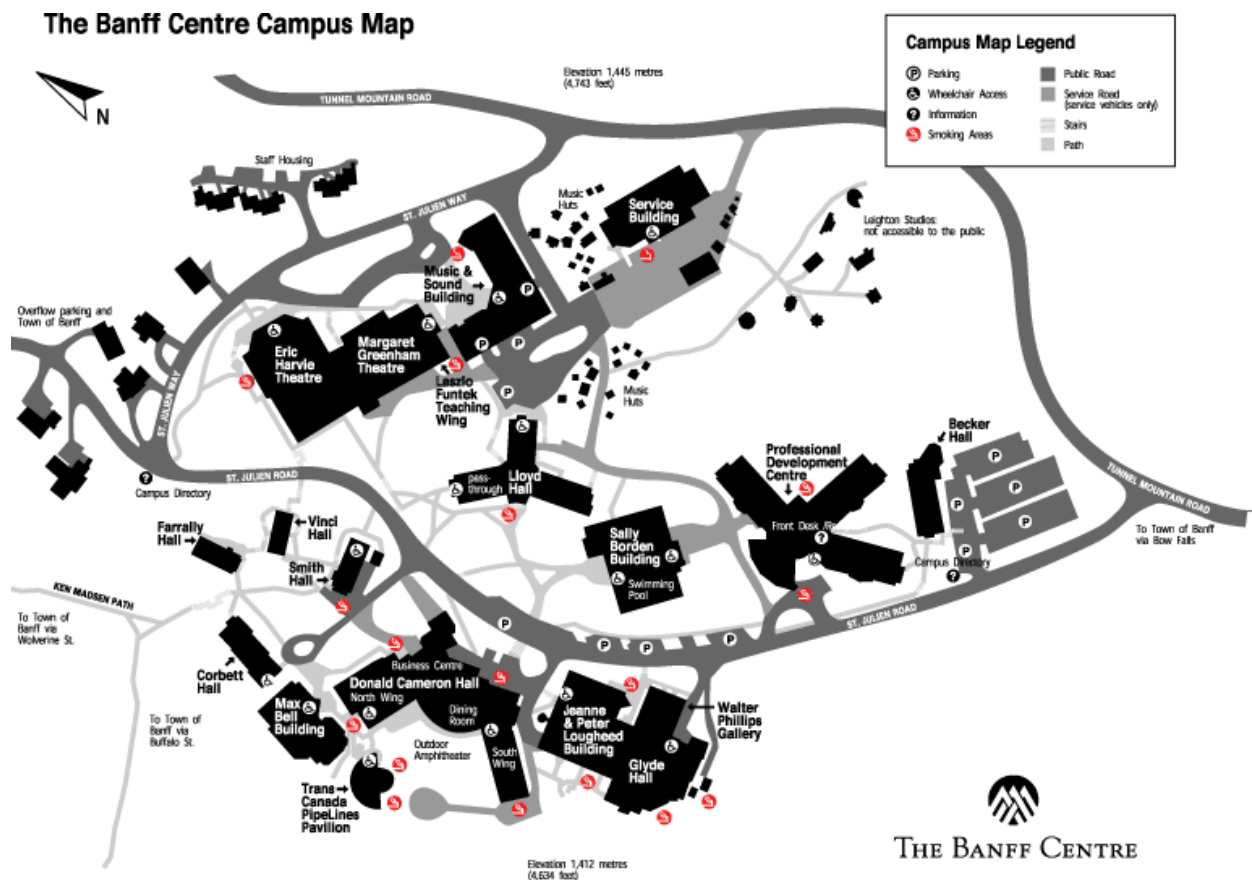 The Banff Centre Campus Map
Campus Map Legend
P Parking
Wheelchair Access
? Information
Smoking Areas
Public Road
Service Road
(service vehicles only)
Stairs
Path
N
Elevation 1,445 metres
(4,743 feet)
TUNNEL MOUNTAIN ROAD
Staff Housing
ST. JULIEN WAY
Music
Huts
Service
Building
Leighton Studios:
not accessible to the public
Music &
Sound
Building
P
Overflow parking and
Town of Banff
Eric
Harvie
Theatre
Margaret
Greenham
Theatre
P
P
Laszlo
Funtek
Teaching
Wing
P
Music
Huts
ST. JULIEN WAY
Becker
Hall
Professional
Development
Centre
P
P
P
P
P
TUNNEL MOUNTAIN ROAD
To Town of Banff
via Bow Falls
ST. JULIEN ROAD
?
Campus Directory
pass-
through
Lloyd
Hall
Front Desk /
?
Campus Directory
?
Farrally
Hall
Vinci
Hall
Smith
Hall
Sally
Borden
Building
Swimming
Pool
KEN MADSEN PATH
To Town of
Banff via
Wolverine St.
ST. JULIEN ROAD
P
P
P
P
Corbett
Hall
Business Centre
Donald Cameron Hall
North Wing
Dining
Room
Max
Bell
Building
Jeanne
& Peter
Lougheed
Building
Walter
Phillips
Gallery
To Town of
Banff via
Buffalo St.
Outdoor
Amphitheater
South
Wing
Glyde
Hall
Trans
Canada
PipeLines
Pavilion
THE BANFF CENTRE
Elevation 1,412 metres
(4,634 feet)